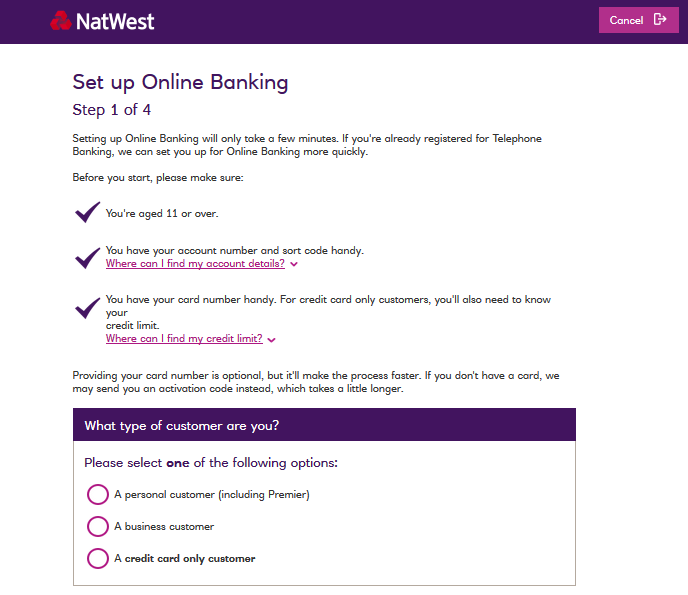 NatWest
Cancel
Set up Online Banking
Step 1 of 4
Setting up Online Banking will only take a few minutes. If you're already registered for Telephone
Banking, we can set you up for Online Banking more quickly.
Before you start, please make sure:
You're aged 11 or over.
You have your account number and sort code handy.
Where can I find my account details?
You have your card number handy. For credit card only customers, you'll also need to know
your
credit limit.
Where can I find my credit limit?
Providing your card number is optional, but it'll make the process faster. If you don't have a card, we
may send you an activation code instead, which takes a little longer.
What type of customer are you?
Please select one of the following options:
A personal customer (including Premier)
A business customer
A credit card only customer